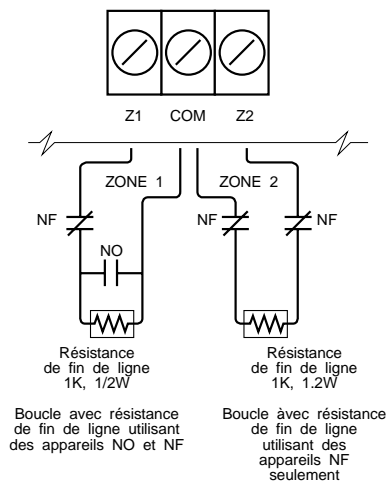 Z1 COM Z2
ZONE 1 ZONE 2
NF NF NF
NO
Résistance
de fin de ligne
1K, 1/2W
Résistance
de fin de ligne
1K, 1.2W
Boucle avec résistance
de fin de ligne utilisant
des appareils NO et NF
Boucle àvec résistance
de fin de ligne
utilisant des
appareils NF
seulement